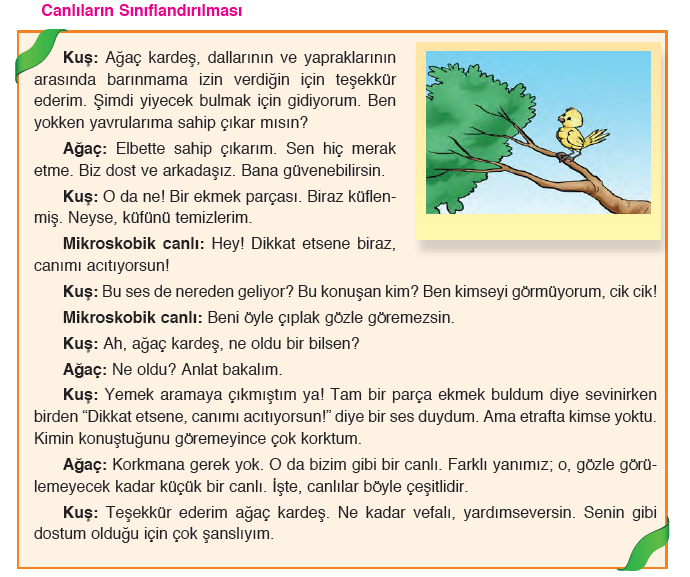 Canlıların Sınıflandırılması
Kuş: Ağaç kardeş, dallarının ve yapraklarının
arasında barınmama izin verdiğin için teşekkür
ederim. Şimdi yiyecek bulmak için gidiyorum. Ben
yokken yavrularıma sahip çıkar mısın?
Ağaç: Elbette sahip çıkarım. Sen hiç merak
etme. Biz dost ve arkadaşız. Bana güvenebilirsin.
Kuş: O da ne! Bir ekmek parçası. Biraz küflen-
miş. Neyse, küfünü temizlerim.
Mikroskobik canlı: Hey! Dikkat etsene biraz,
canımı acıtıyorsun!
Kuş: Bu ses de nereden geliyor? Bu konuşan kim? Ben kimseyi görmüyorum, cik cik!
Mikroskobik canlı: Beni öyle çıplak gözle göremezsin.
Kuş: Ah, ağaç kardeş, ne oldu bir bilsen?
Ağaç: Ne oldu? Anlat bakalım.
Kuş: Yemek aramaya çıkmıştım ya! Tam bir parça ekmek buldum diye sevinirken
birden “Dikkat etsene, canımı acıtıyorsun!” diye bir ses duydum. Ama etrafta kimse yoktu.
Kimin konuştuğunu göremeyince çok korktum.
Ağaç: Korkmana gerek yok. O da bizim gibi bir canlı. Farklı yanımız; o, gözle görü-
lemeyecek kadar küçük bir canlı. İşte, canlılar böyle çeşitlidir.
Kuş: Teşekkür ederim ağaç kardeş. Ne kadar vefalı, yardımseversin. Senin gibi
dostum olduğu için çok şanslıyım.